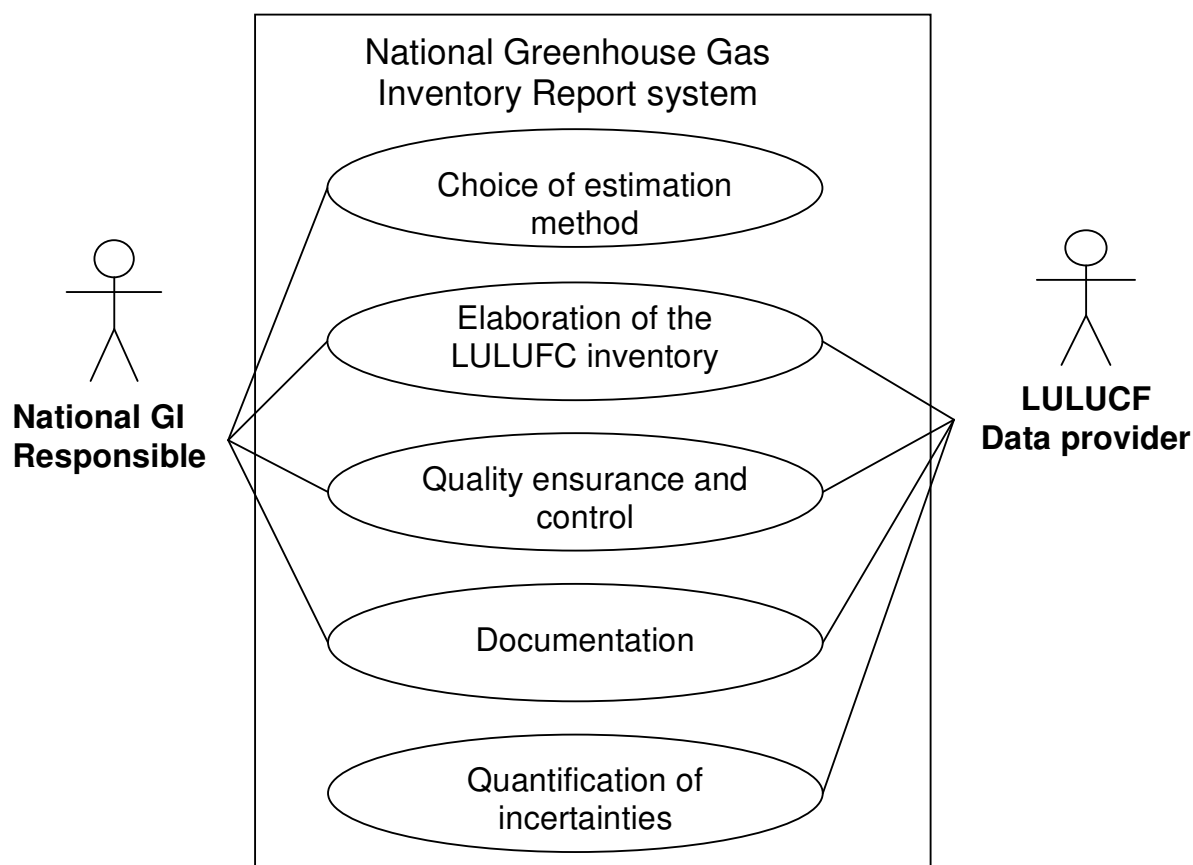 National Greenhouse Gas
Inventory Report system
Choice of estimation
method
Elaboration of the
LULUFC inventory
National GI
Responsible
LULUCF
Data provider
Quality ensurance and
control
Documentation
Quantification of
incertainties